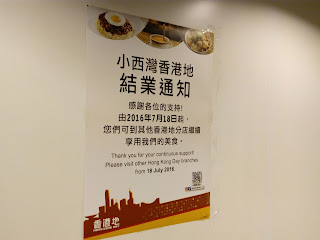 小西灣香港地
結業通知
感謝各位的支持!
由2016年7月18日起,
您們可到其他香港地分店繼續
享用我們的美食。
Thank you for your continuous support!
Please visit other Hong Kong Day branches
from 18 July 2016.
香港地